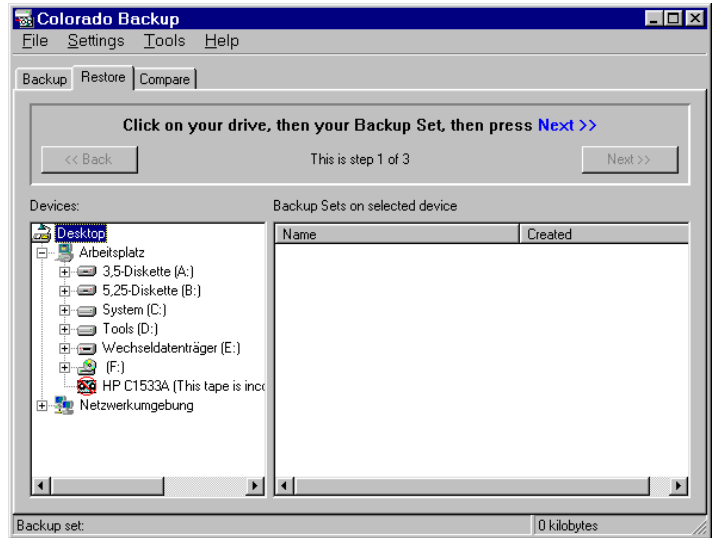 Colorado Backup
File Settings Tools Help
Backup Restore Compare
Click on your drive, then your Backup Set, then press Next >>
<< Back This is step 1 of 3 Next >>
Devices: Backup Sets on selected device
Desktop Name Created
Arbeitsplatz
3,5-Diskette (A:)
5,25-Diskette (B:)
System (C:)
Tools (D:)
Wechseldatenträger (E:)
(F:)
HP C1533A (This tape is inco
Netzwerkumgebung
Backup set: 0 kilobytes